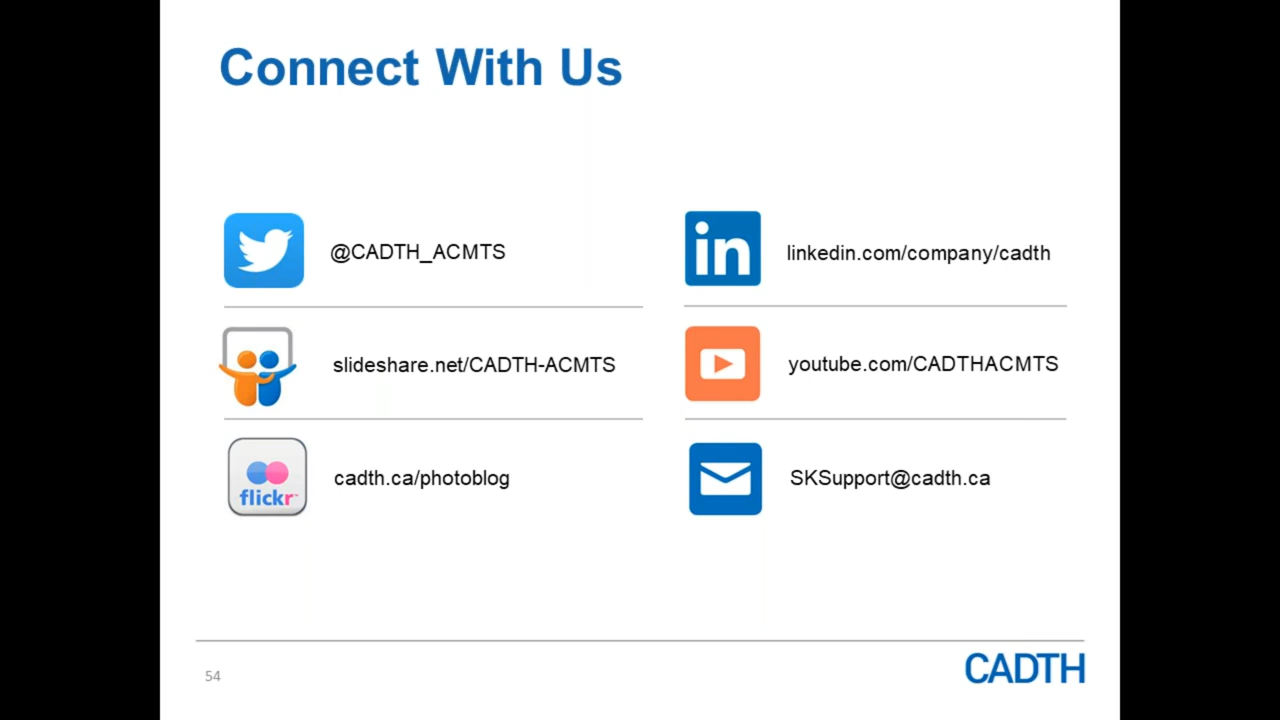 Connect With Us
@CADTH_ACMTS
linkedin.com/company/cadth
slideshare.net/CADTH-ACMTS
youtube.com/CADTHACMTS
flickr
cadth.ca/photoblog
SKSupport@cadth.ca
54
CADTH